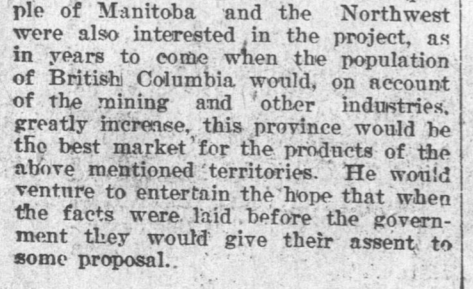 ple of Manitoba and the Northwest
were also interested in the project, as
in years to come when the population
of British Columbia would, on account
of the mining and other industries,
greatly increase, this province would be
the best market for the products of the
above mentioned territories. He would
venture to entertain the hope that when
the facts were laid before the govern-
ment they would give their assent to
some proposal.